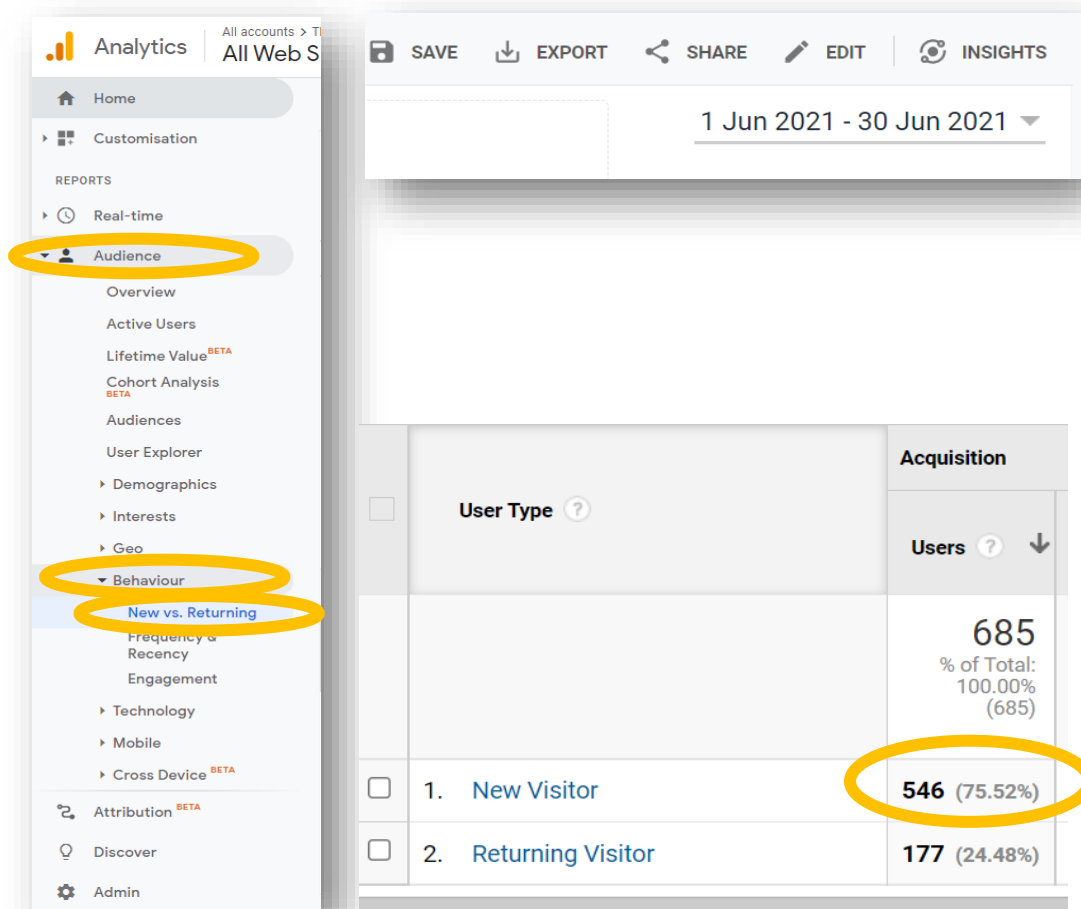 Analytics
All accounts > T
All Web S
Home
Customisation
REPORTS
Real-time
Audience
Overview
Active Users
Lifetime Value BETA
Cohort Analysis
BETA
Audiences
User Explorer
Demographics
Interests
Geo
Behaviour
New vs. Returning
Frequency &
Recency
Engagement
Technology
Mobile
Cross Device BETA
Attribution BETA
Discover
Admin
SAVE EXPORT SHARE EDIT INSIGHTS
1 Jun 2021 - 30 Jun 2021
User Type ?
Acquisition
Users ?
685
% of Total:
100.00%
(685)
1. New Visitor 546 (75.52%)
2. Returning Visitor 177 (24.48%)